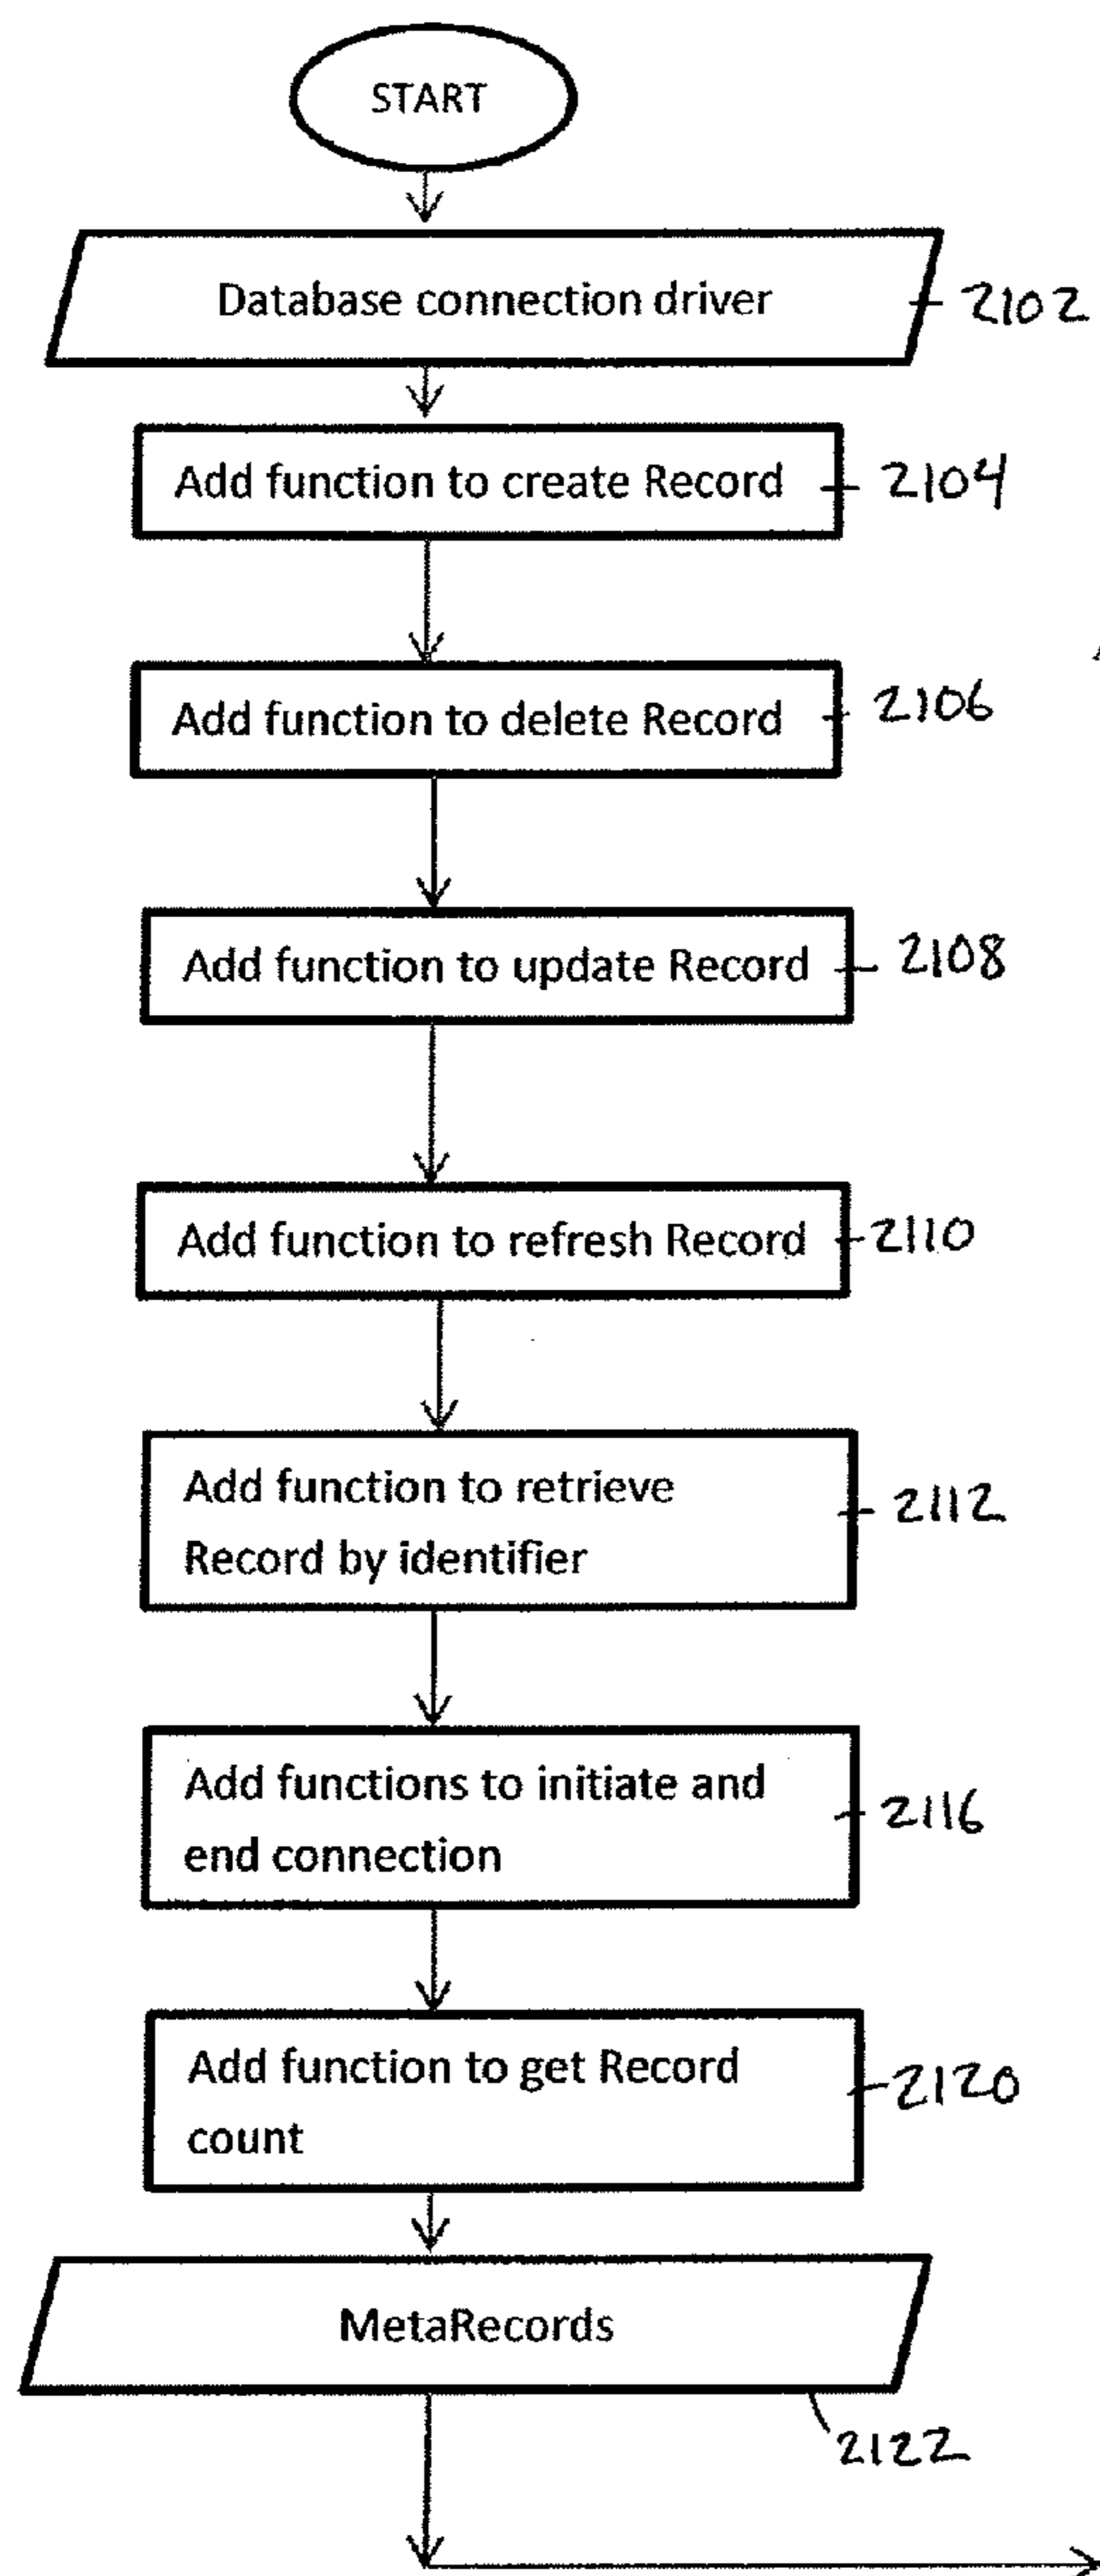 START
Database connection driver
2102
Add function to create Record
2104
Add function to delete Record
2106
Add function to update Record
2108
Add function to refresh Record
2110
Add function to retrieve
Record by identifier
2112
Add functions to initiate and
end connection
2116
Add function to get Record
count
2120
MetaRecords
2122